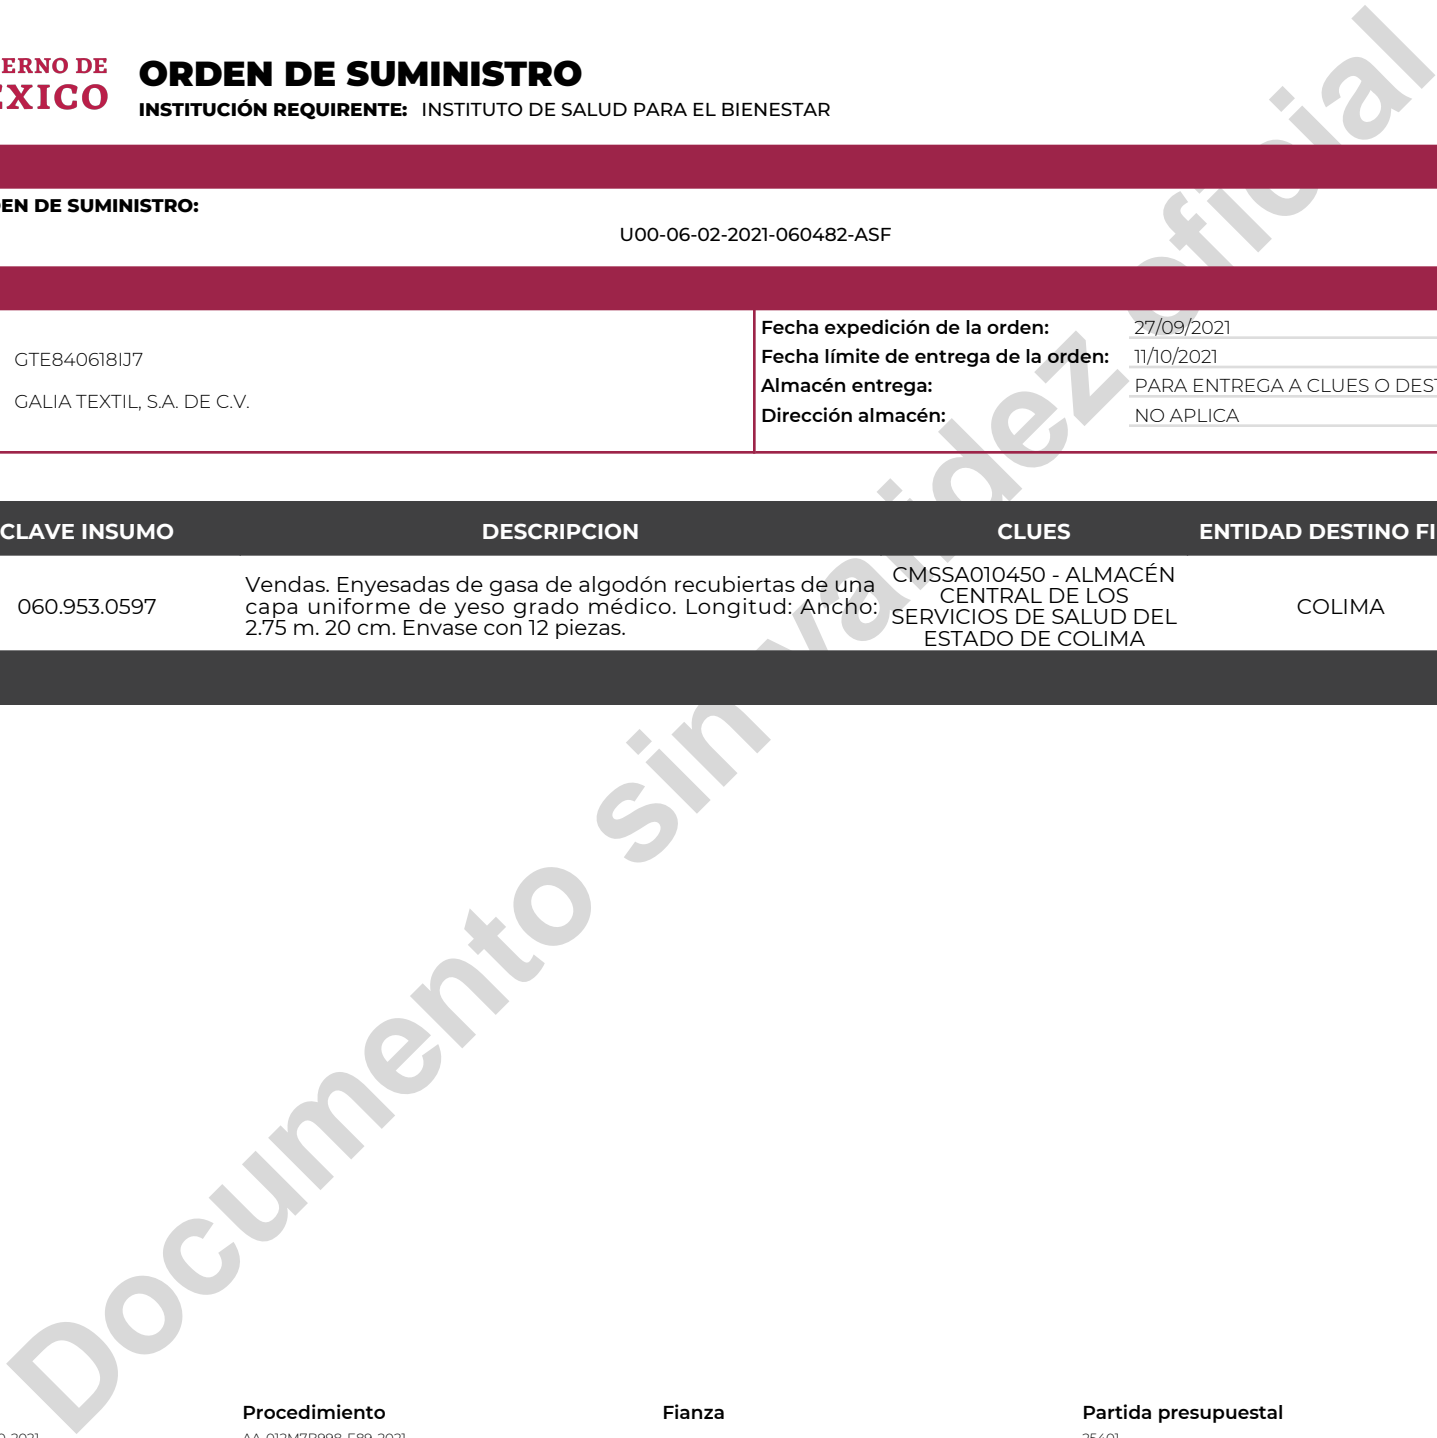 ERNO DE
EXICO
ORDEN DE SUMINISTRO
INSTITUCIÓN REQUIRENTE: INSTITUTO DE SALUD PARA EL BIENESTAR
EN DE SUMINISTRO:
U00-06-02-2021-060482-ASF
GTE840618IJ7
GALIA TEXTIL, S.A. DE C.V.
Fecha expedición de la orden: 27/09/2021
Fecha límite de entrega de la orden: 11/10/2021
Almacén entrega: PARA ENTREGA A CLUES O DEST
Dirección almacén: NO APLICA
CLAVE INSUMO DESCRIPCION CLUES ENTIDAD DESTINO FI
060.953.0597
Vendas. Enyesadas de gasa de algodón recubiertas de una
capa uniforme de yeso grado médico. Longitud: Ancho:
2.75 m. 20 cm. Envase con 12 piezas.
CMSSA010450 - ALMACÉN
CENTRAL DE LOS
SERVICIOS DE SALUD DEL
ESTADO DE COLIMA
COLIMA
Documento sin validez oficial
Procedimiento Fianza Partida presupuestal